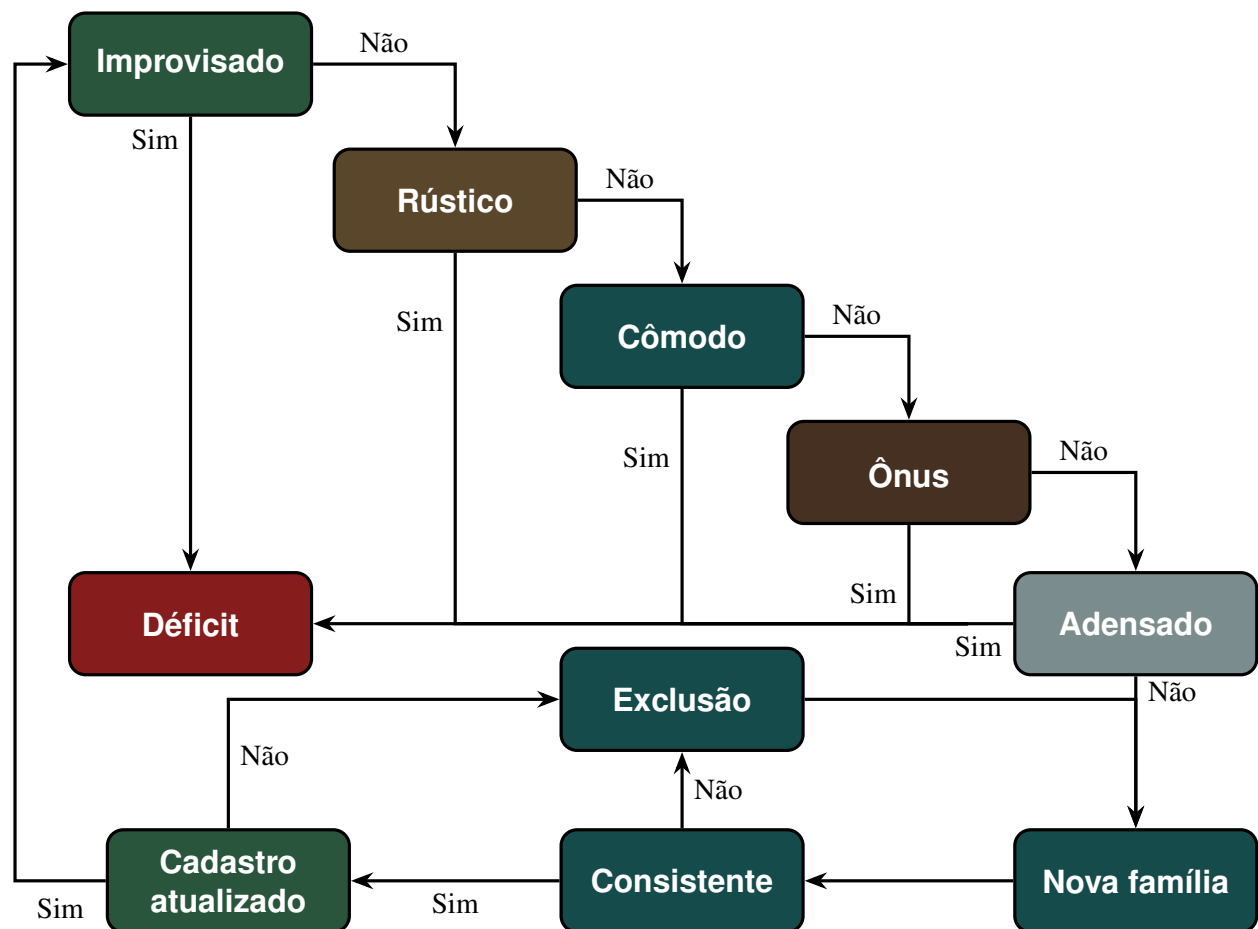 Improvisado
Não
Sim
Rústico
Não
Sim
Cômodo
Não
Sim
Ônus
Não
Sim
Déficit
Adensado
Sim
Não
Exclusão
Não
Não
Cadastro
atualizado
Sim
Sim
Consistente
Nova família